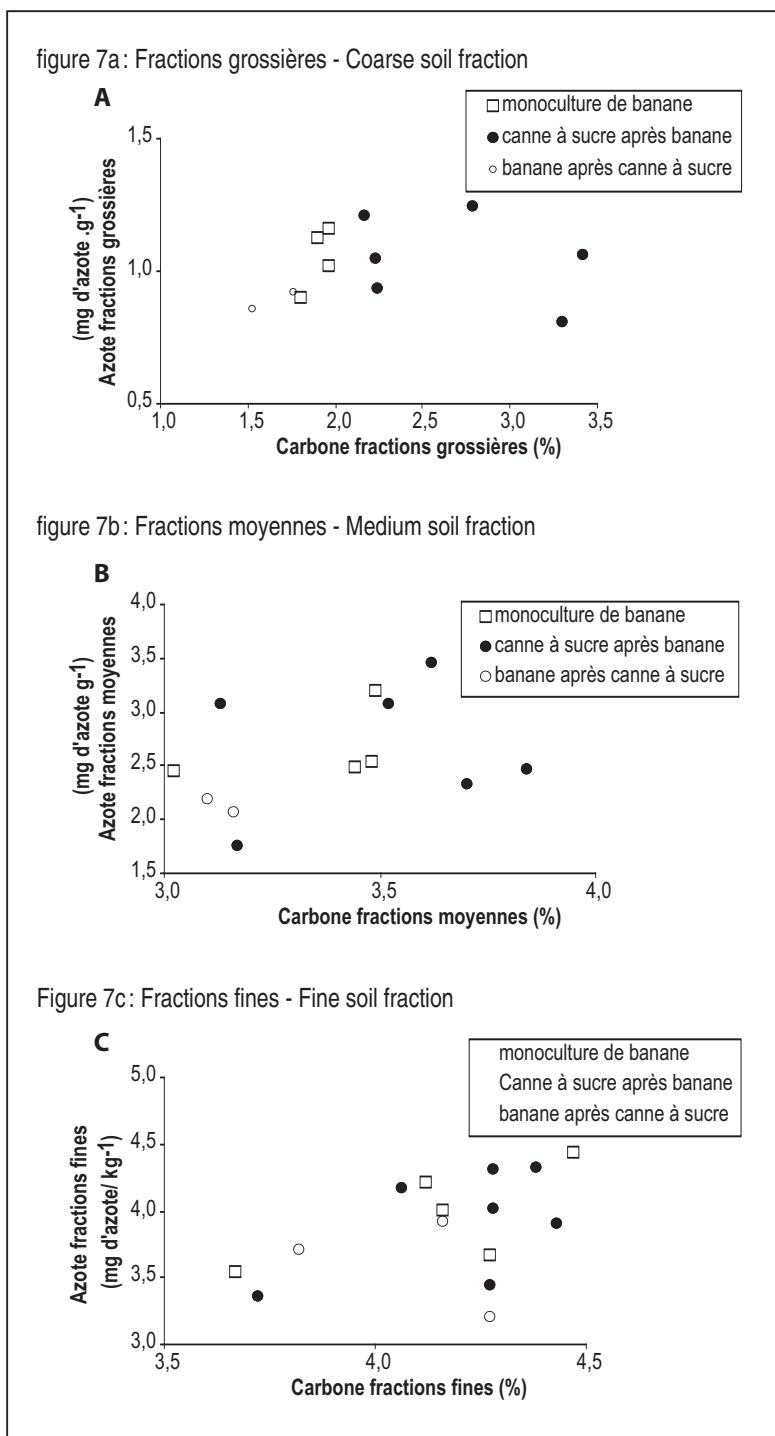 figure 7a: Fractions grossières - Coarse soil fraction
A
monoculture de banane
canne à sucre après banane
banane après canne à sucre
(mg d'azote .g-1)
Azote fractions grossières
1,5
1,0
0,5
1,0 1,5 2,0 2,5 3,0 3,5
Carbone fractions grossières (%)
figure 7b: Fractions moyennes - Medium soil fraction
B
monoculture de banane
canne à sucre après banane
banane après canne à sucre
(mg d'azote g-1)
Azote fractions moyennes
4,0
3,5
3,0
2,5
2,0
1,5
3,0 3,5 4,0
Carbone fractions moyennes (%)
Figure 7c: Fractions fines - Fine soil fraction
C
monoculture de banane
Canne à sucre après banane
banane après canne à sucre
Azote fractions fines
(mg d'azote/ kg-1)
5,0
4,5
4,0
3,5
3,0
3,5 4,0 4,5
Carbone fractions fines (%)